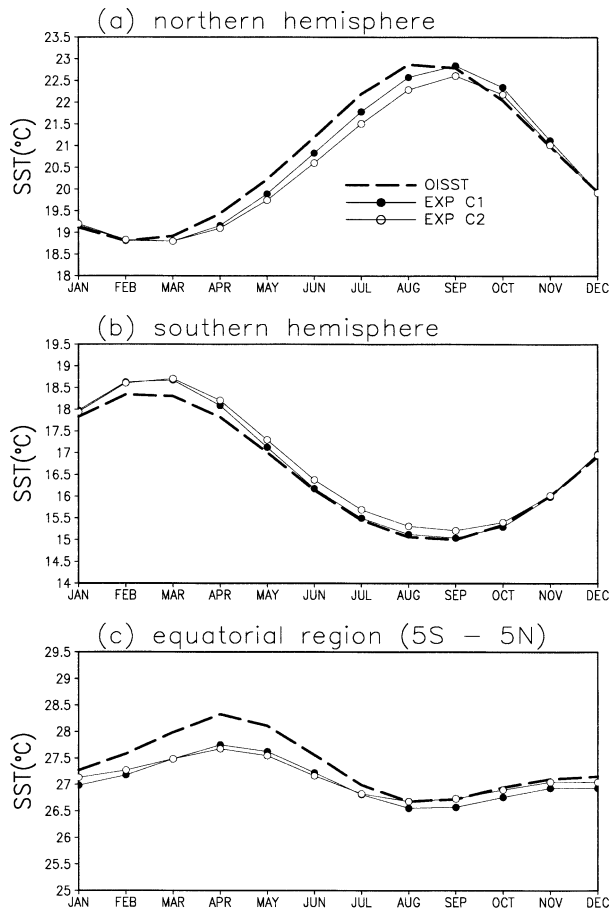 (a) northern hemisphere
23.5
23
22.5
22
21.5
21
20.5
20
19.5
19
18.5
18
SST(°C)
OISST
EXP C1
EXP C2
JAN FEB MAR APR MAY JUN JUL AUG SEP OCT NOV DEC
(b) southern hemisphere
19.5
19
18.5
18
17.5
17
16.5
16
15.5
15
14.5
14
SST(°C)
JAN FEB MAR APR MAY JUN JUL AUG SEP OCT NOV DEC
(c) equatorial region (5S – 5N)
29.5
29
28.5
28
27.5
27
26.5
26
25.5
25
SST(°C)
JAN FEB MAR APR MAY JUN JUL AUG SEP OCT NOV DEC